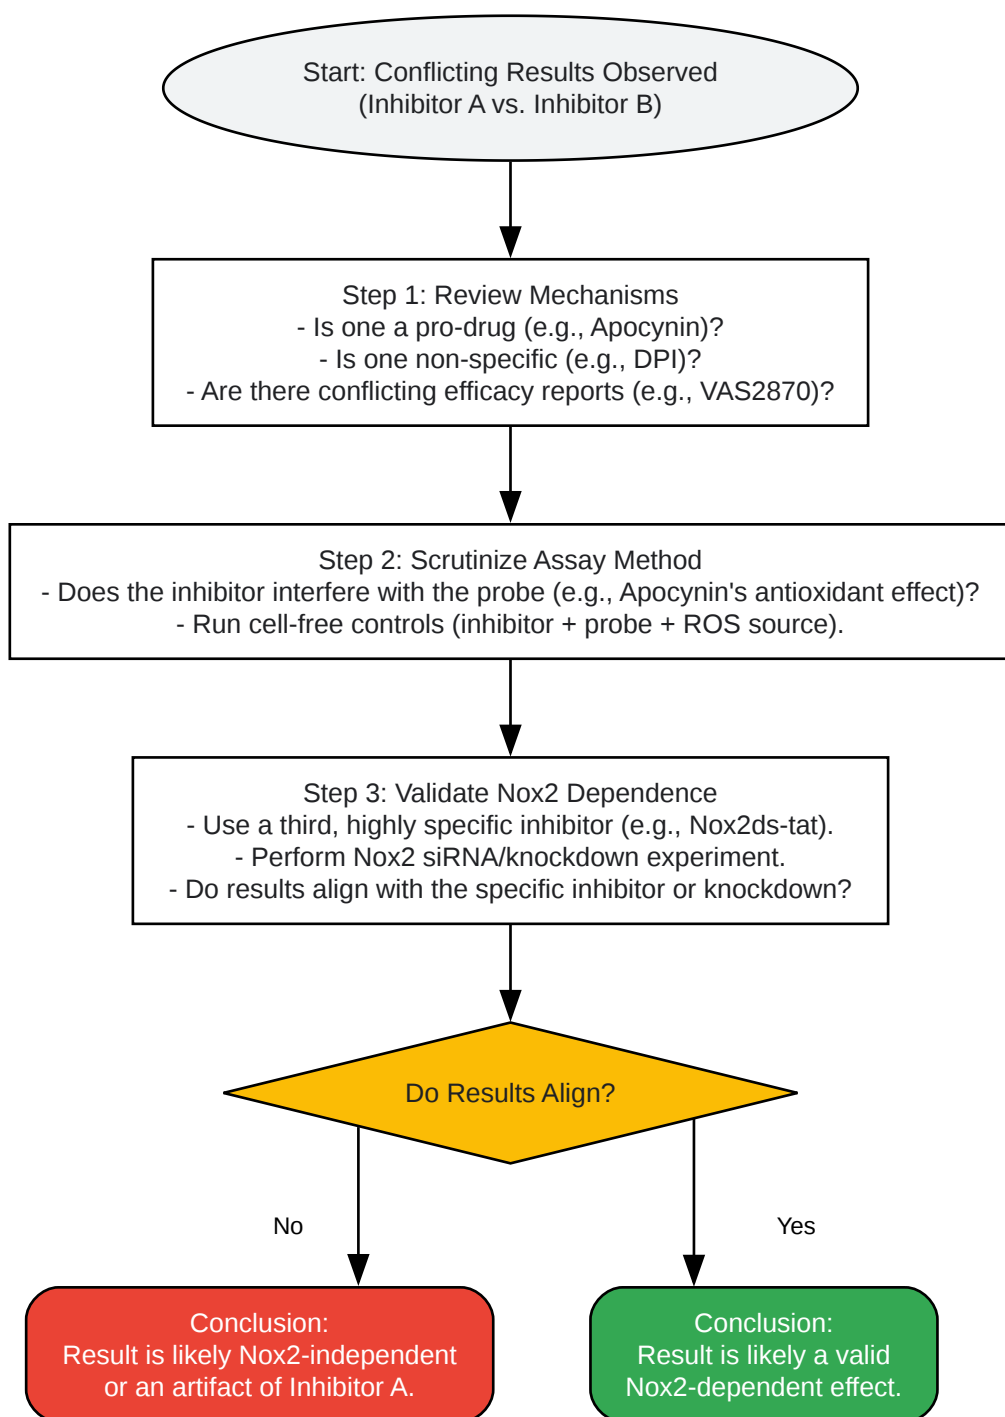 Start: Conflicting Results Observed
(Inhibitor A vs. Inhibitor B)
Step 1: Review Mechanisms
- Is one a pro-drug (e.g., Apocynin)?
- Is one non-specific (e.g., DPI)?
- Are there conflicting efficacy reports (e.g., VAS2870)?
Step 2: Scrutinize Assay Method
- Does the inhibitor interfere with the probe (e.g., Apocynin's antioxidant effect)?
- Run cell-free controls (inhibitor + probe + ROS source).
Step 3: Validate Nox2 Dependence
- Use a third, highly specific inhibitor (e.g., Nox2ds-tat).
- Perform Nox2 siRNA/knockdown experiment.
- Do results align with the specific inhibitor or knockdown?
Do Results Align?
No
Yes
Conclusion:
Result is likely Nox2-independent
or an artifact of Inhibitor A.
Conclusion:
Result is likely a valid
Nox2-dependent effect.